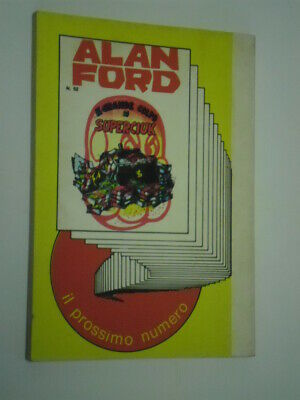 ALAN
FORD
N. 52
IL GRANDE COLPO
DI
SUPERCIUK
il prossimo numero